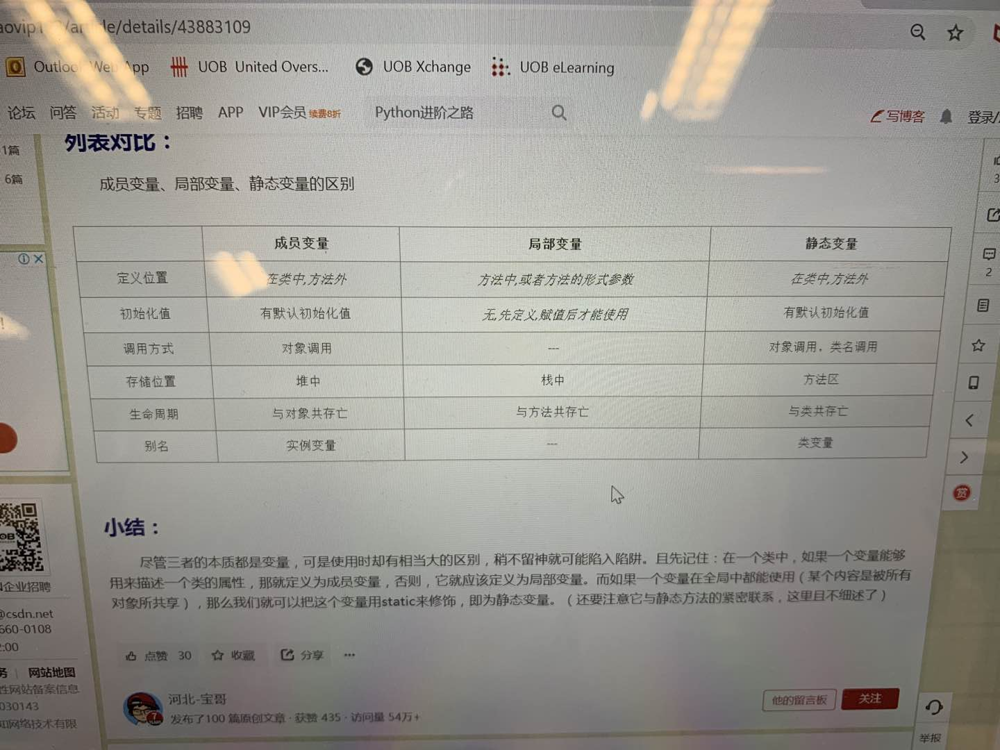 /details/43883109
Outlook Web App UOB United Overs... UOB Xchange UOB eLearning
论坛 问答 活动 专题 招聘 APP VIP会员 续费8折 Python进阶之路 写博客 登录/
1篇
6篇
列表对比：
成员变量、局部变量、静态变量的区别
成员变量 局部变量 静态变量
定义位置 在类中,方法外 方法中,或者方法的形式参数 在类中,方法外
初始化值 有默认初始化值 无,先定义,赋值后才能使用 有默认初始化值
调用方式 对象调用 --- 对象调用，类名调用
存储位置 堆中 栈中 方法区
生命周期 与对象共存亡 与方法共存亡 与类共存亡
别名 实例变量 --- 类变量
小结：
尽管三者的本质都是变量，可是使用时却有相当大的区别，稍不留神就可能陷入陷阱。且先记住：在一个类中，如果一个变量能够
用来描述一个类的属性，那就定义为成员变量，否则，它就应该定义为局部变量。而如果一个变量在全局中都能使用（某个内容是被所有
对象所共享），那么我们就可以把这个变量用static来修饰，即为静态变量。（还要注意它与静态方法的紧密联系，这里且不细述了）
点赞 30 收藏 分享 ...
河北-宝哥
发布了100 篇原创文章 · 获赞 435 · 访问量 54万+
他的留言板 关注
企业招聘
@csdn.net
660-0108
:00
务 | 网站地图
性网站备案信息
030143
知网络技术有限
3
2
赏
举报